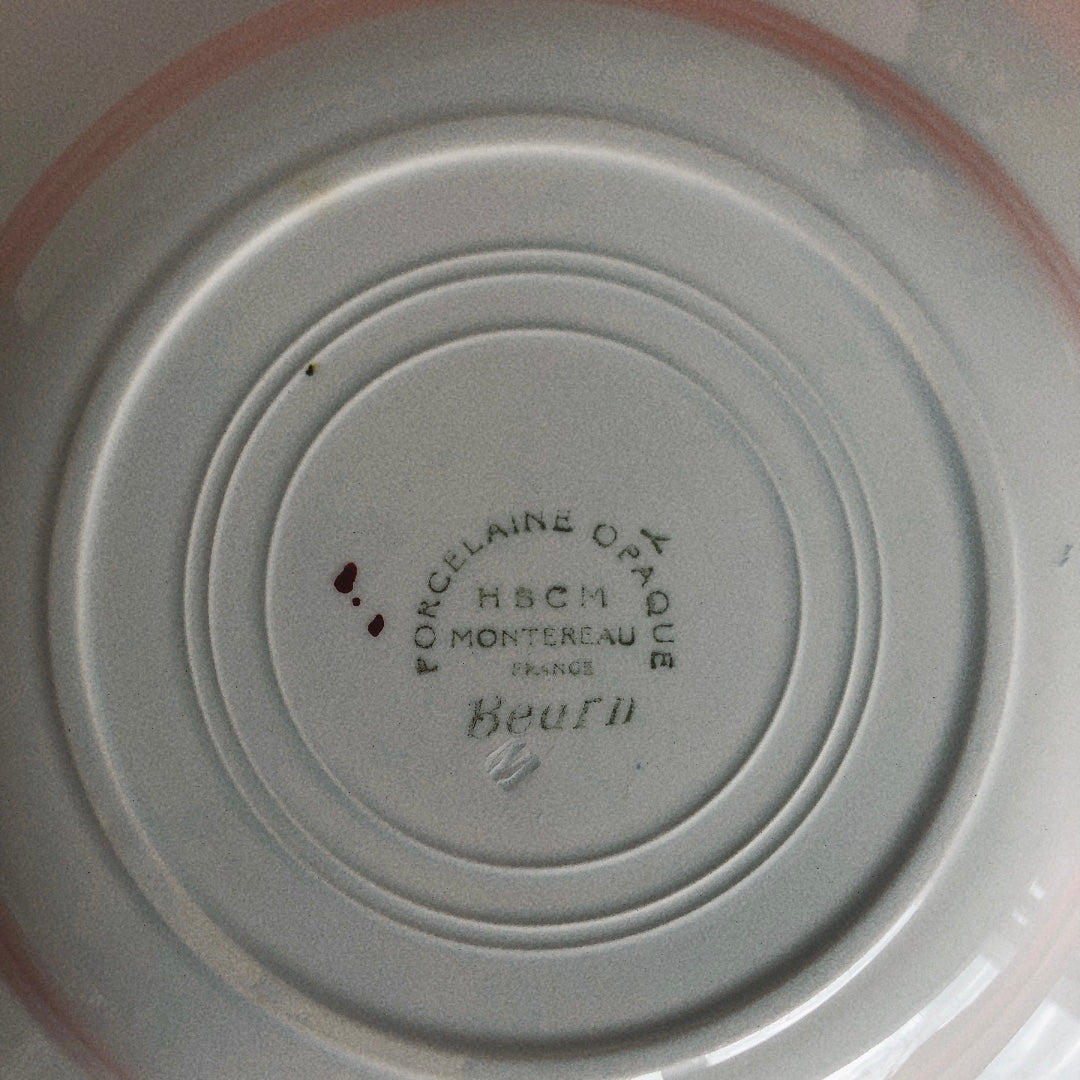 PORCELAINE OPAQUE
Y
HBCM
MONTEREAU
FRANCE
Bearn